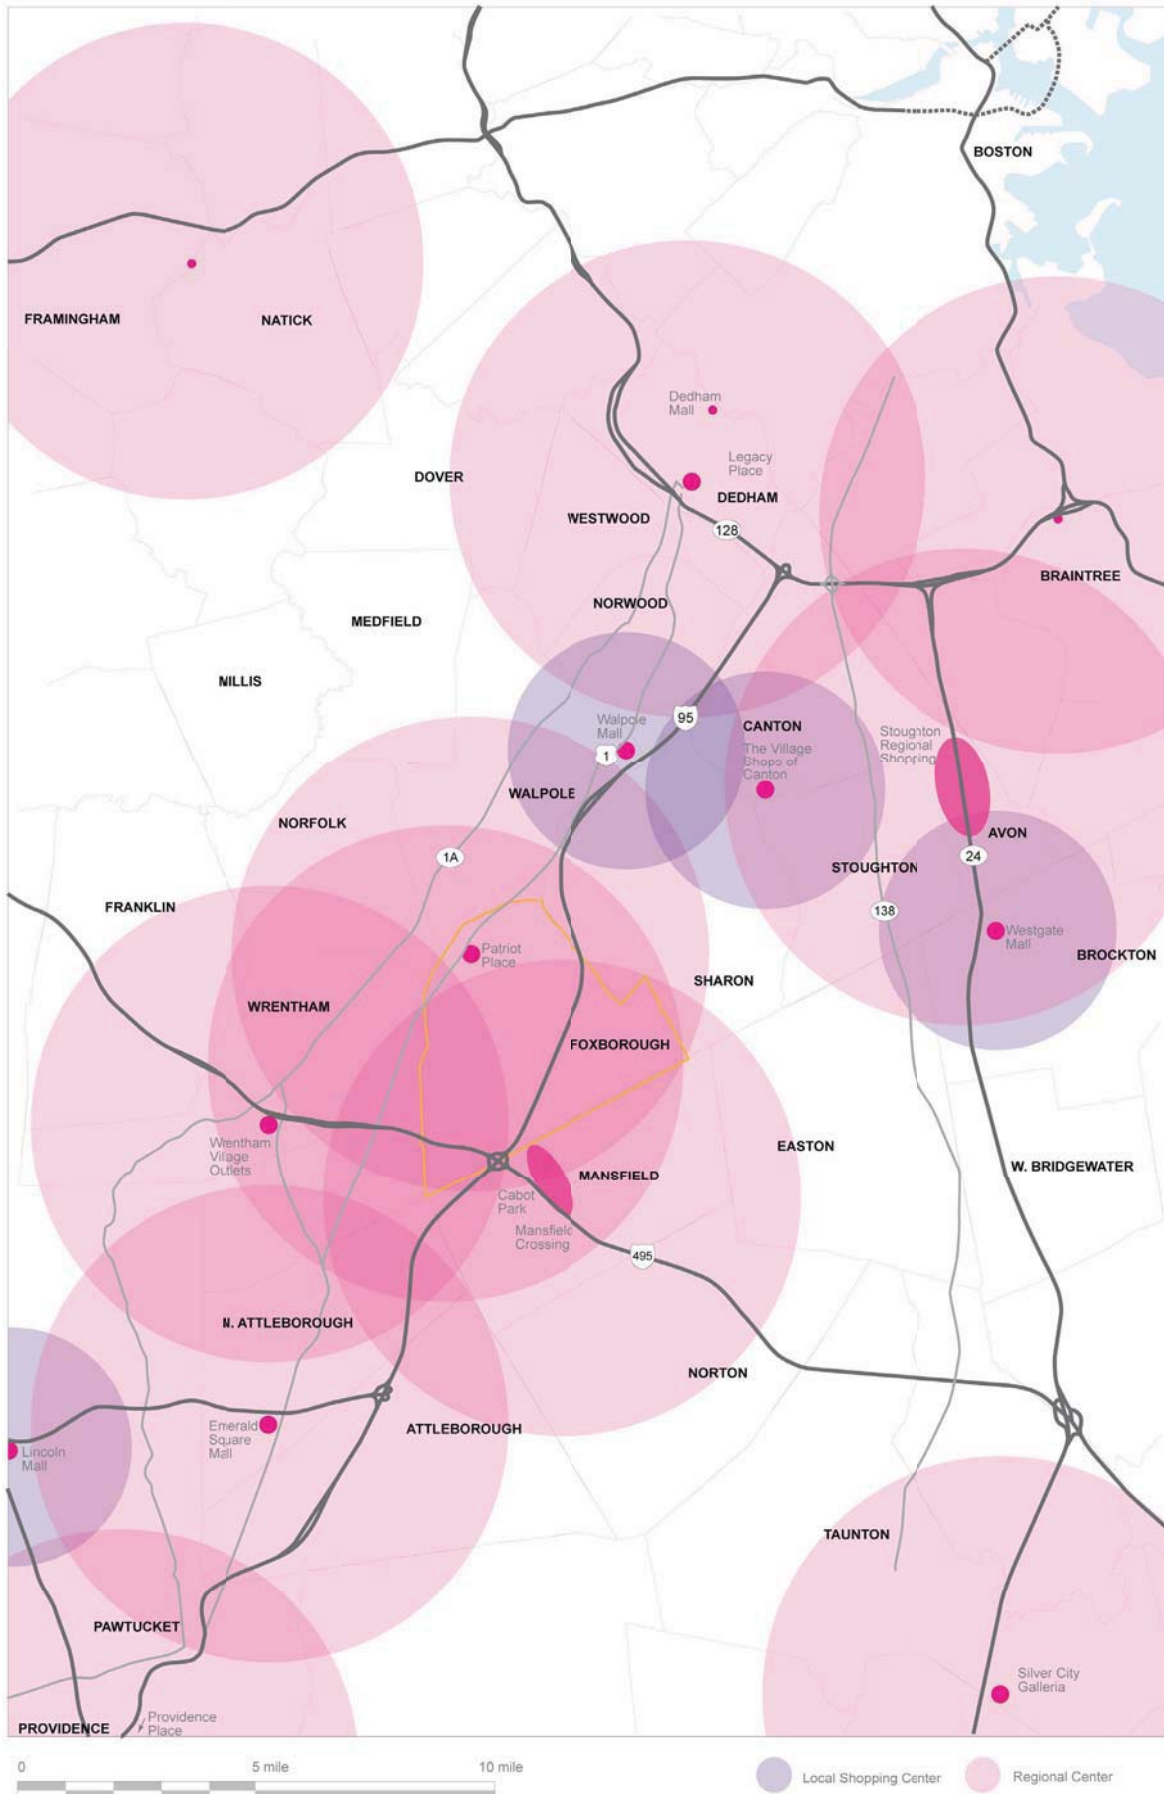 BOSTON
FRAMINGHAM
NATICK
Dedham
Mall
Legacy
Place
DOVER
DEDHAM
WESTWOOD
128
BRAINTREE
NORWOOD
MEDFIELD
MILLIS
95
Walpole
Mall
1
CANTON
The Village
Shops of
Canton
Stoughton
Regional
Shopping
WALPOLE
NORFOLK
AVON
1A
24
STOUGHTON
FRANKLIN
138
Westgate
Mall
Patriot
Place
BROCKTON
SHARON
WRENTHAM
FOXBOROUGH
Wrentham
Village
Outlets
EASTON
W. BRIDGEWATER
MANSFIELD
Cabot
Park
Mansfield
Crossing
495
N. ATTLEBOROUGH
NORTON
Emerald
Square
Mall
ATTLEBOROUGH
Lincoln
Mall
TAUNTON
PAWTUCKET
Silver City
Galleria
PROVIDENCE
Providence
Place
0 5 mile 10 mile
Local Shopping Center Regional Center